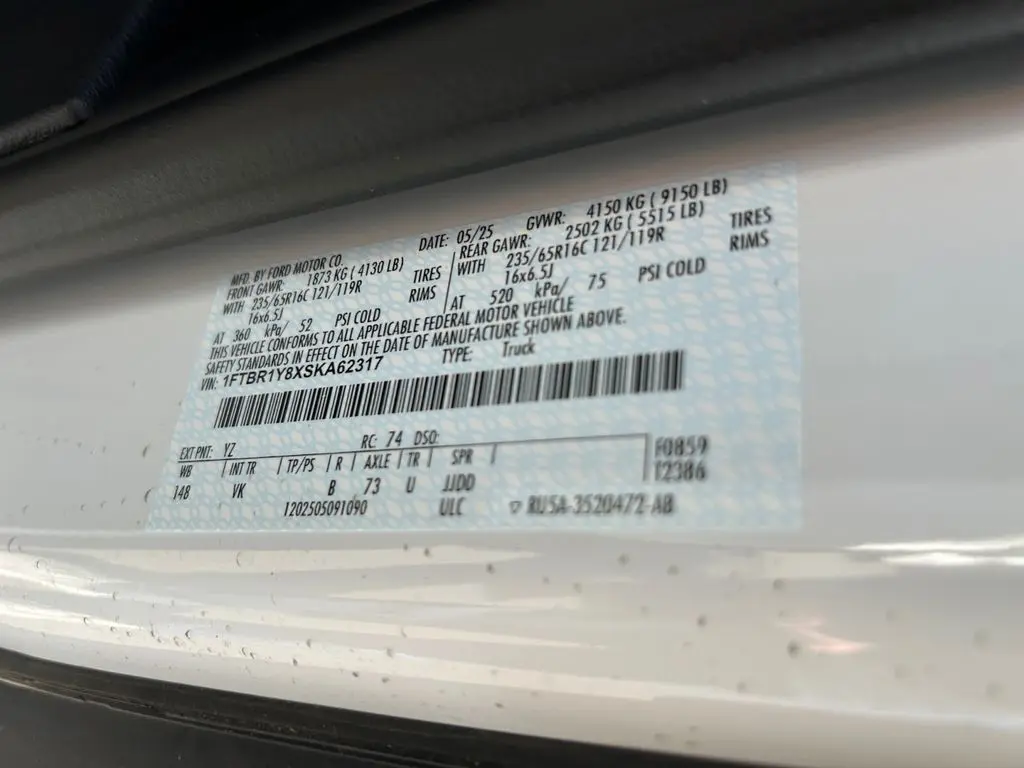 MFD. BY FORD MOTOR CO. DATE: 05/25 GVWR: 4150 KG ( 9150 LB)
FRONT GAWR: 1873 KG ( 4130 LB) REAR GAWR: 2502 KG ( 5515 LB)
WITH 235/65R16C 121/119R TIRES WITH 235/65R16C 121/119R TIRES
16x6.5J RIMS 16x6.5J RIMS
AT 360 kPa/ 52 PSI COLD AT 520 kPa/ 75 PSI COLD
THIS VEHICLE CONFORMS TO ALL APPLICABLE FEDERAL MOTOR VEHICLE
SAFETY STANDARDS IN EFFECT ON THE DATE OF MANUFACTURE SHOWN ABOVE.
VIN: 1FTBR1Y8XSKA62317 TYPE: Truck
EXT PNT: YZ RC: 74 DSO: F0859
WB INT TR TP/PS R AXLE TR SPR 12386
148 VK B 73 U JJDD
1202505091090 ULC ▽ RU5A-3520472-AB